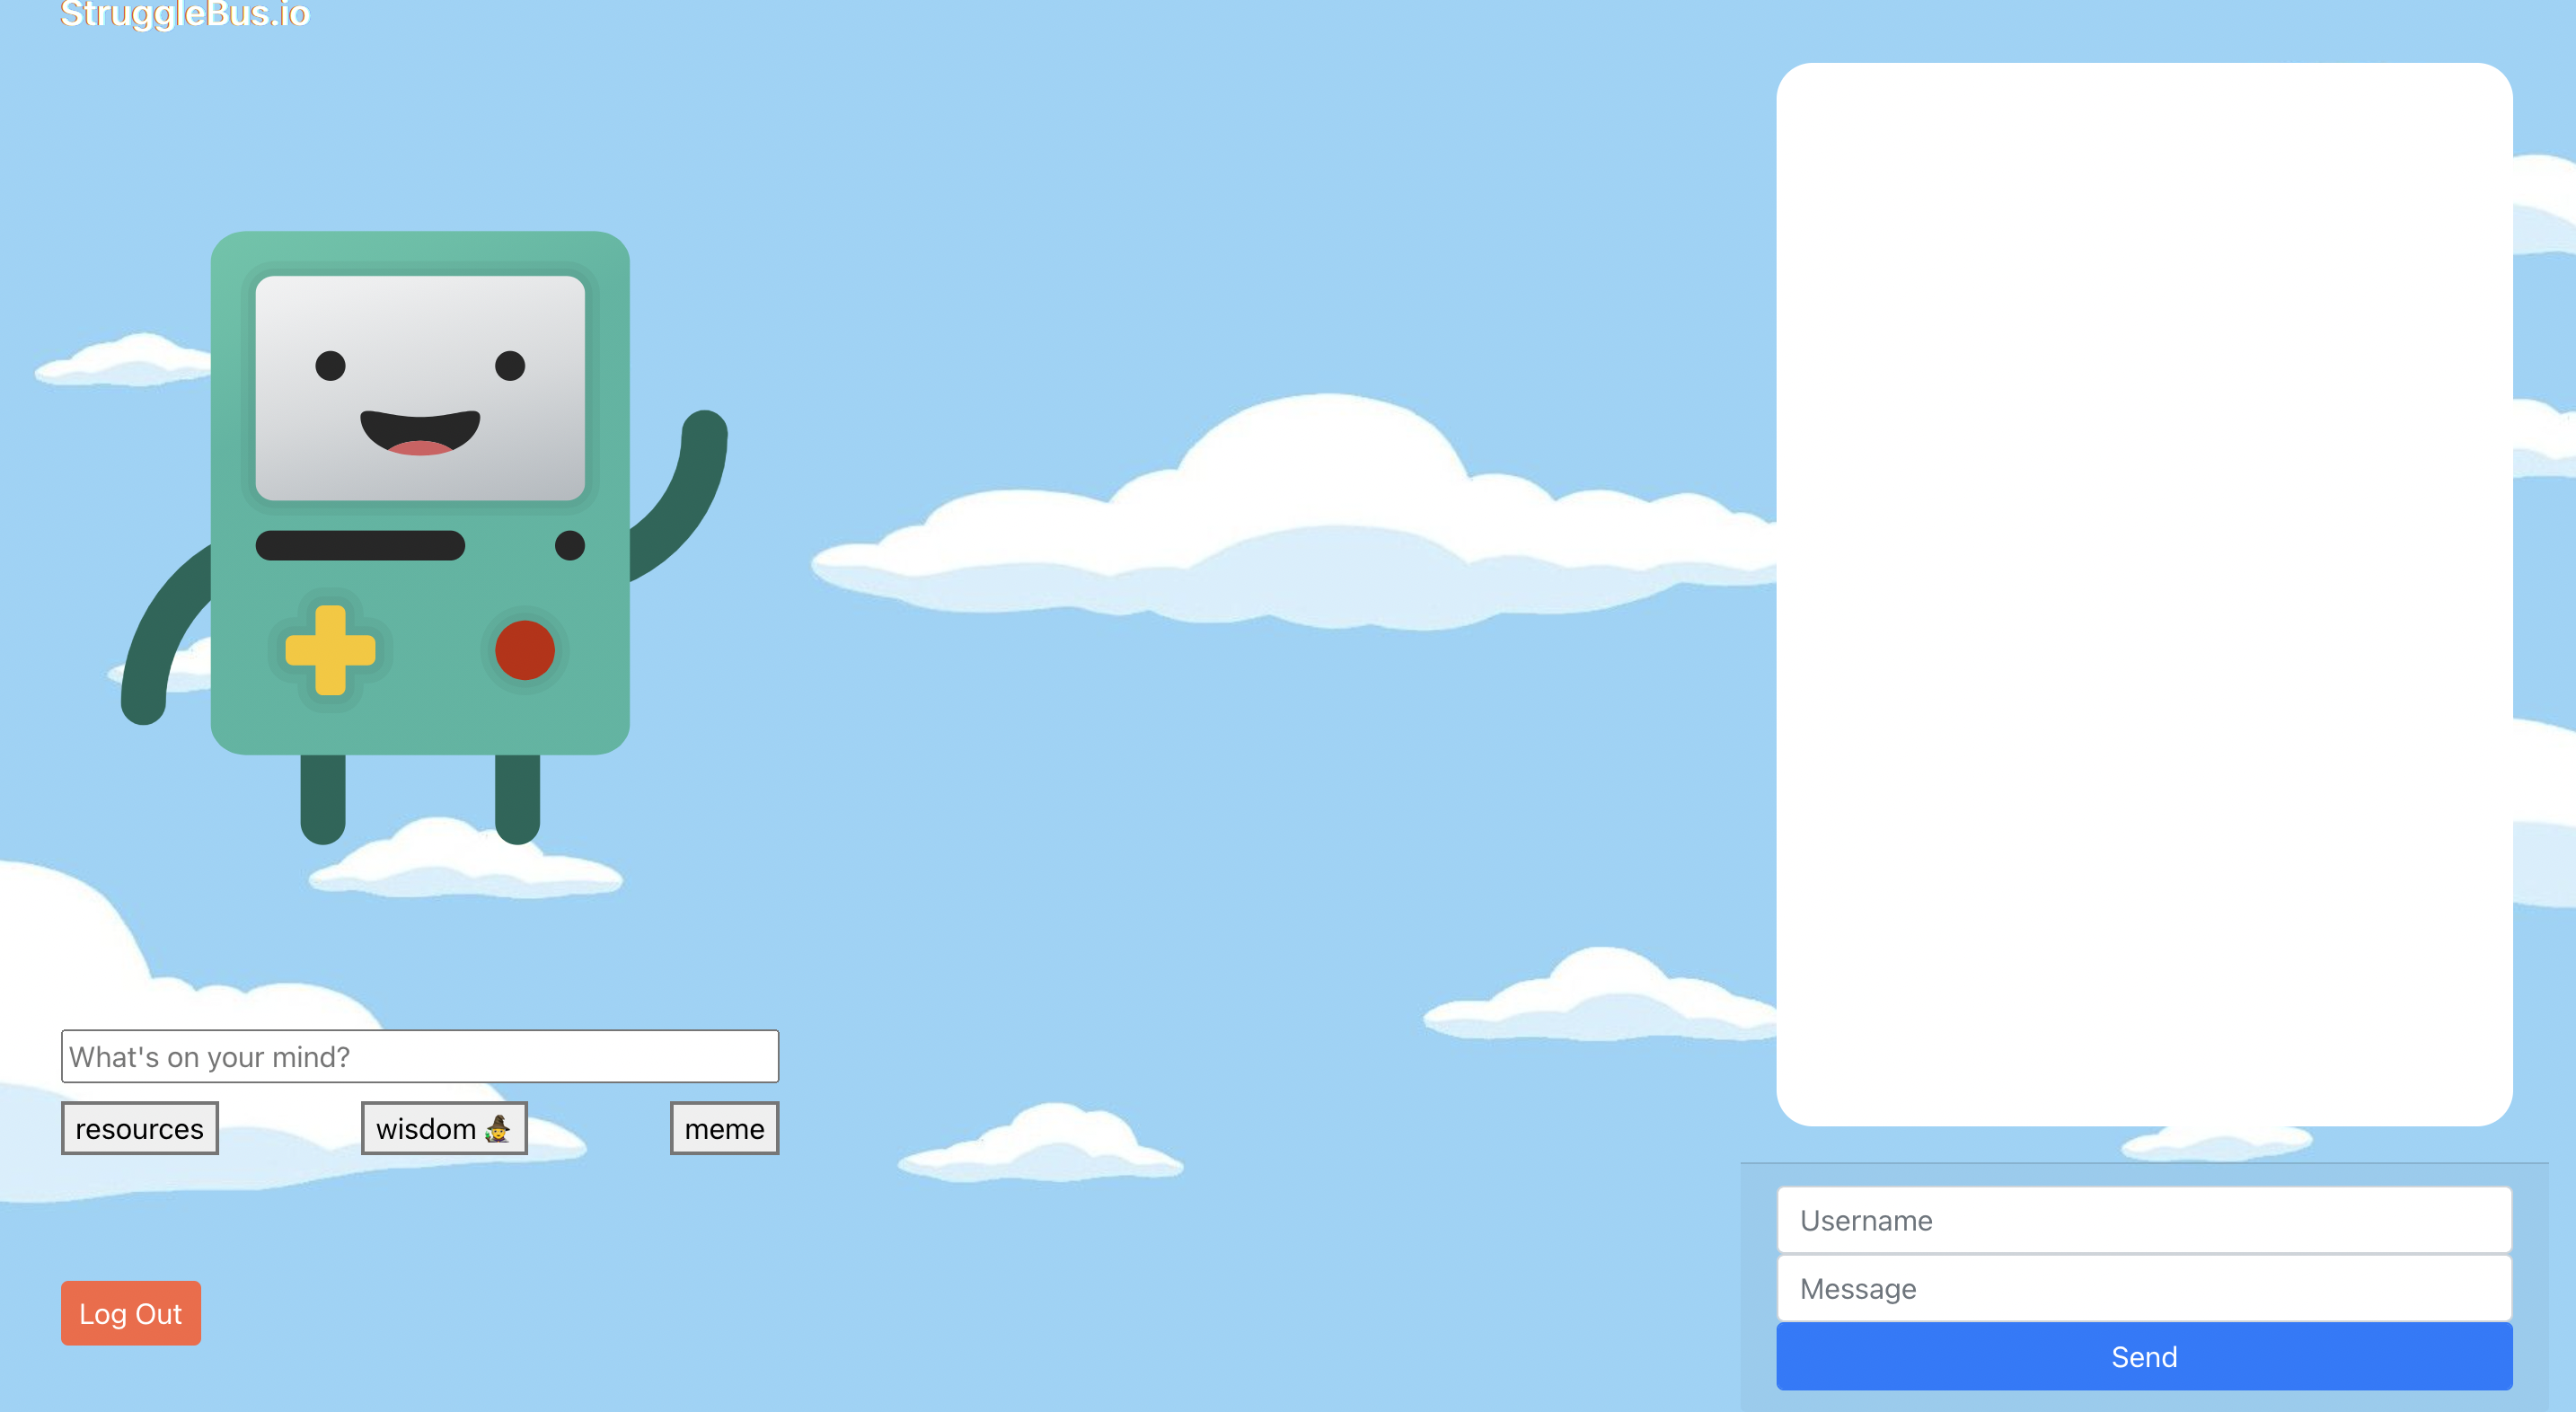 StruggleBus.io
What's on your mind?
resources wisdom 🧙‍♀️ meme
Log Out
Username
Message
Send